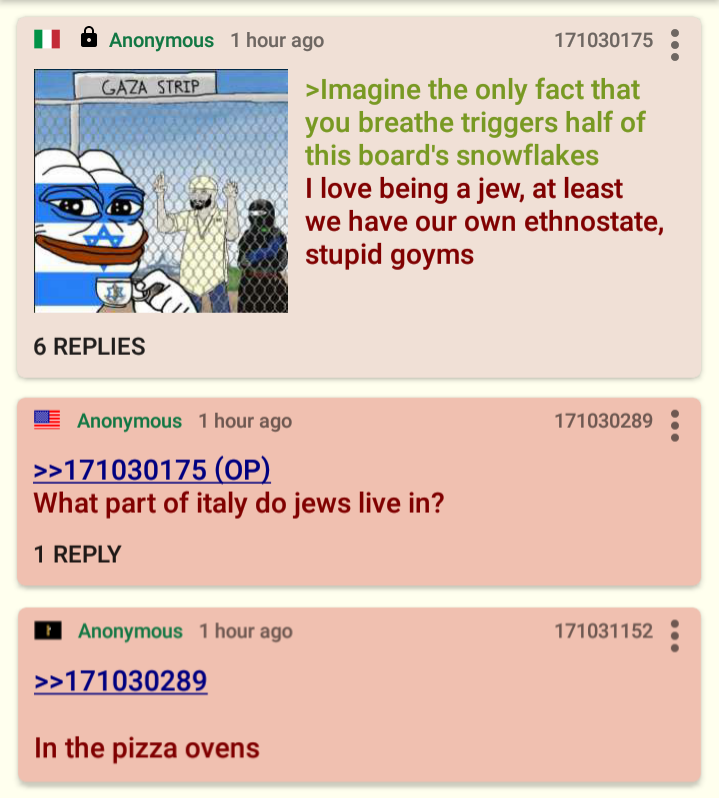 Anonymous 1 hour ago 171030175
GAZA STRIP
>Imagine the only fact that
you breathe triggers half of
this board's snowflakes
I love being a jew, at least
we have our own ethnostate,
stupid goyms
6 REPLIES
Anonymous 1 hour ago 171030289
>>171030175 (OP)
What part of italy do jews live in?
1 REPLY
Anonymous 1 hour ago 171031152
>>171030289
In the pizza ovens